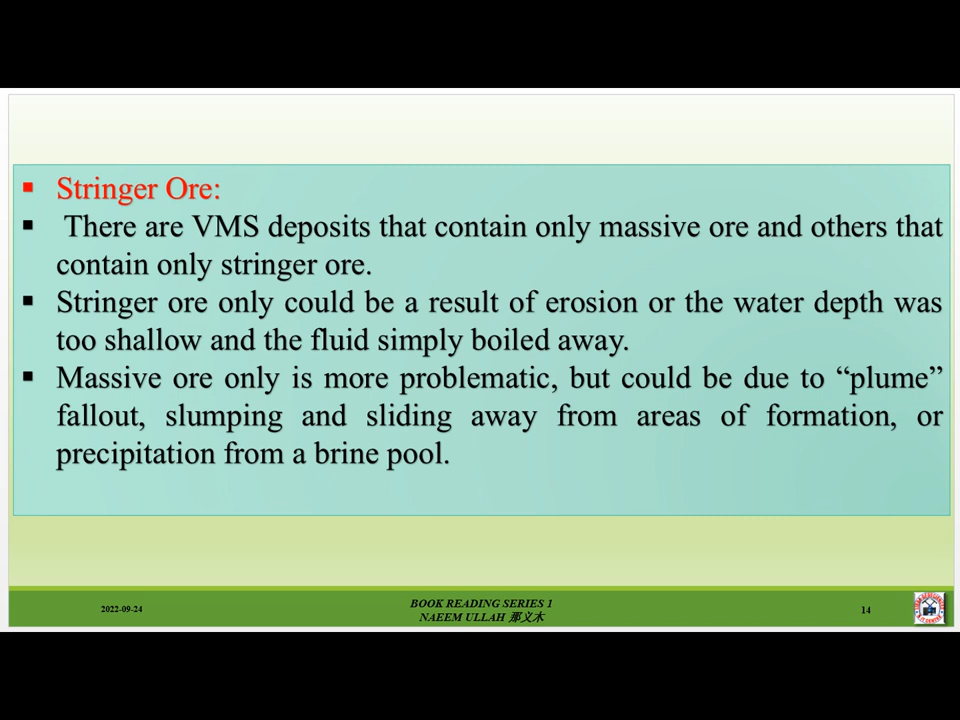 Stringer Ore:
There are VMS deposits that contain only massive ore and others that
contain only stringer ore.
Stringer ore only could be a result of erosion or the water depth was
too shallow and the fluid simply boiled away.
Massive ore only is more problematic, but could be due to “plume”
fallout, slumping and sliding away from areas of formation, or
precipitation from a brine pool.
2022-09-24
BOOK READING SERIES 1
NAEEM ULLAH 那义木
14